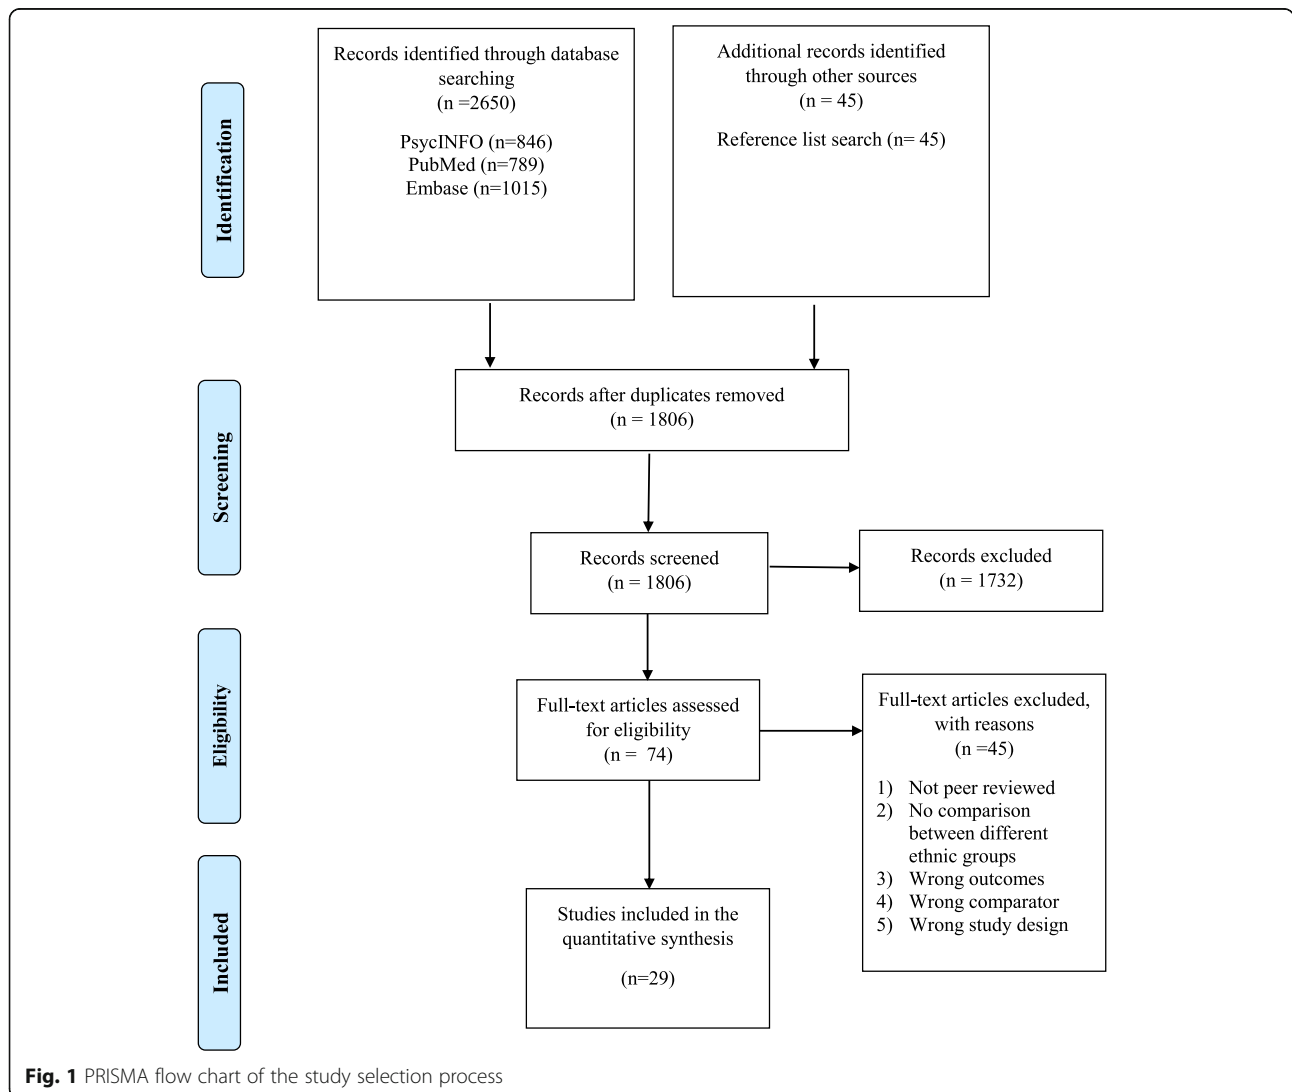 Identification
Records identified through database
searching
(n =2650)
PsycINFO (n=846)
PubMed (n=789)
Embase (n=1015)
Additional records identified
through other sources
(n = 45)
Reference list search (n= 45)
Screening
Records after duplicates removed
(n = 1806)
Records screened
(n = 1806)
Records excluded
(n = 1732)
Eligibility
Full-text articles assessed
for eligibility
(n =  74)
Full-text articles excluded,
with reasons
(n =45)
1) Not peer reviewed
2) No comparison
between different
ethnic groups
3) Wrong outcomes
4) Wrong comparator
5) Wrong study design
Included
Studies included in the
quantitative synthesis
(n=29)
Fig. 1 PRISMA flow chart of the study selection process